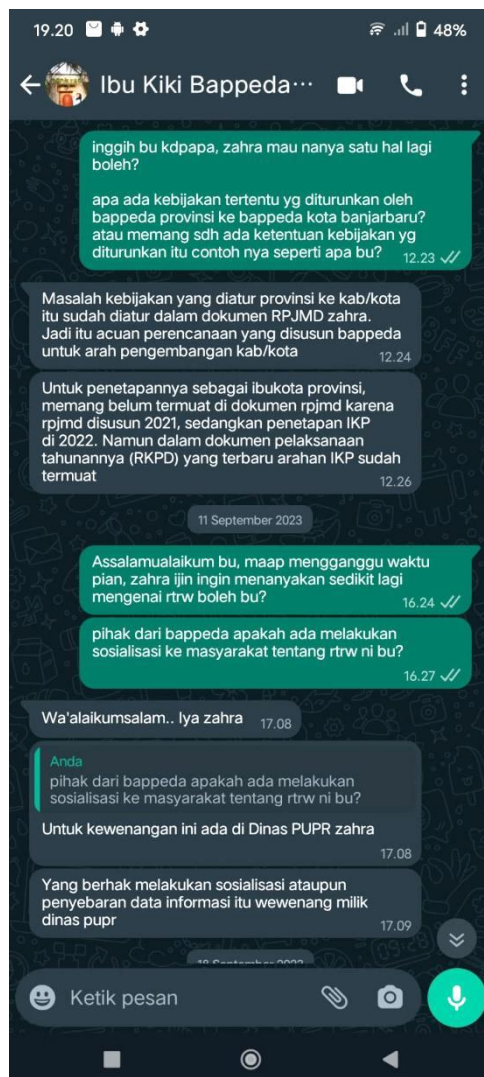 19.20
48%
Ibu Kiki Bappeda...
inggih bu kdpapa, zahra mau nanya satu hal lagi
boleh?
apa ada kebijakan tertentu yg diturunkan oleh
bappeda provinsi ke bappeda kota banjarbaru?
atau memang sdh ada ketentuan kebijakan yg
diturunkan itu contoh nya seperti apa bu?
12.23
Masalah kebijakan yang diatur provinsi ke kab/kota
itu sudah diatur dalam dokumen RPJMD zahra.
Jadi itu acuan perencanaan yang disusun bappeda
untuk arah pengembangan kab/kota
12.24
Untuk penetapannya sebagai ibukota provinsi,
memang belum termuat di dokumen rpjmd karena
rpjmd disusun 2021, sedangkan penetapan IKP
di 2022. Namun dalam dokumen pelaksanaan
tahunannya (RKPD) yang terbaru arahan IKP sudah
termuat
12.26
11 September 2023
Assalamualaikum bu, maap mengganggu waktu
pian, zahra ijin ingin menanyakan sedikit lagi
mengenai rtrw boleh bu?
16.24
pihak dari bappeda apakah ada melakukan
sosialisasi ke masyarakat tentang rtrw ni bu?
16.27
Wa'alaikumsalam.. Iya zahra
17.08
Anda
pihak dari bappeda apakah ada melakukan
sosialisasi ke masyarakat tentang rtrw ni bu?
Untuk kewenangan ini ada di Dinas PUPR zahra
17.08
Yang berhak melakukan sosialisasi ataupun
penyebaran data informasi itu wewenang milik
dinas pupr
17.09
18 September 2023
Ketik pesan